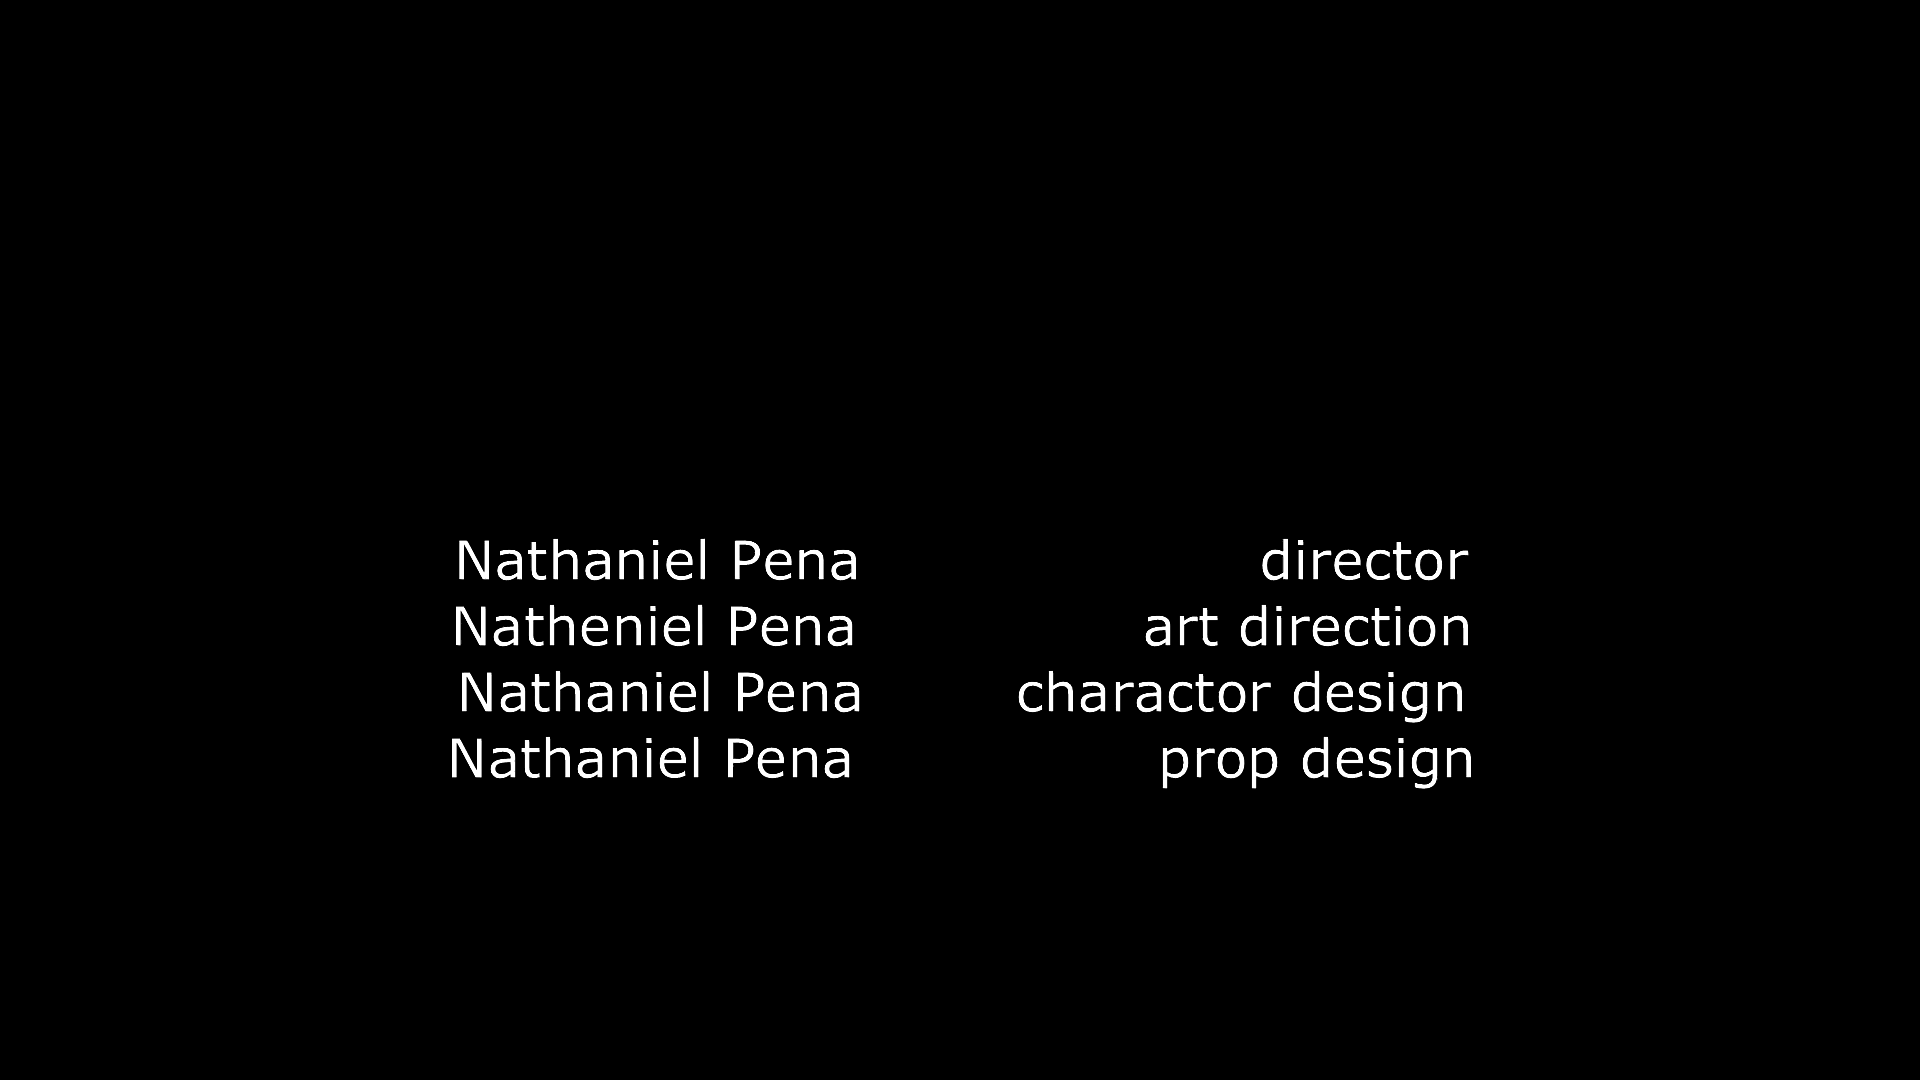 Nathaniel Pena director
Natheniel Pena art direction
Nathaniel Pena charactor design
Nathaniel Pena prop design